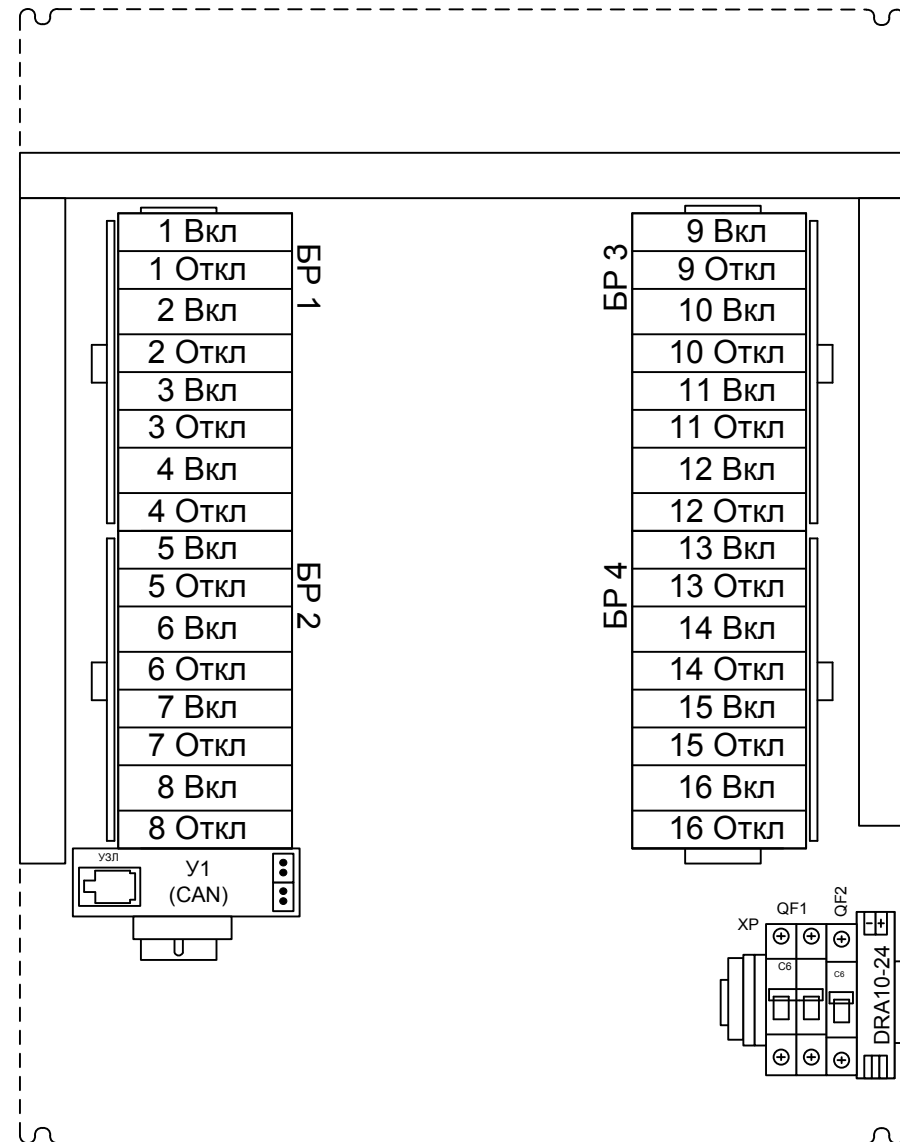 1 Вкл
1 Откл
2 Вкл
2 Откл
3 Вкл
3 Откл
4 Вкл
4 Откл
5 Вкл
5 Откл
6 Вкл
6 Откл
7 Вкл
7 Откл
8 Вкл
8 Откл
БР 1
БР 2
УЗЛ
У1
(CAN)
БР 3
БР 4
9 Вкл
9 Откл
10 Вкл
10 Откл
11 Вкл
11 Откл
12 Вкл
12 Откл
13 Вкл
13 Откл
14 Вкл
14 Откл
15 Вкл
15 Откл
16 Вкл
16 Откл
XP
QF1
QF2
C6
C6
- +
DRA10-24